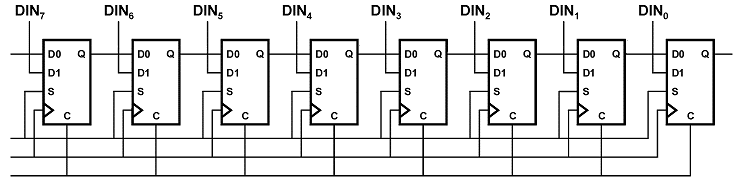 DIN7 DIN6 DIN5 DIN4 DIN3 DIN2 DIN1 DIN0
D0 Q D0 Q D0 Q D0 Q D0 Q D0 Q D0 Q D0 Q
D1 D1 D1 D1 D1 D1 D1 D1
S S S S S S S S
C C C C C C C C